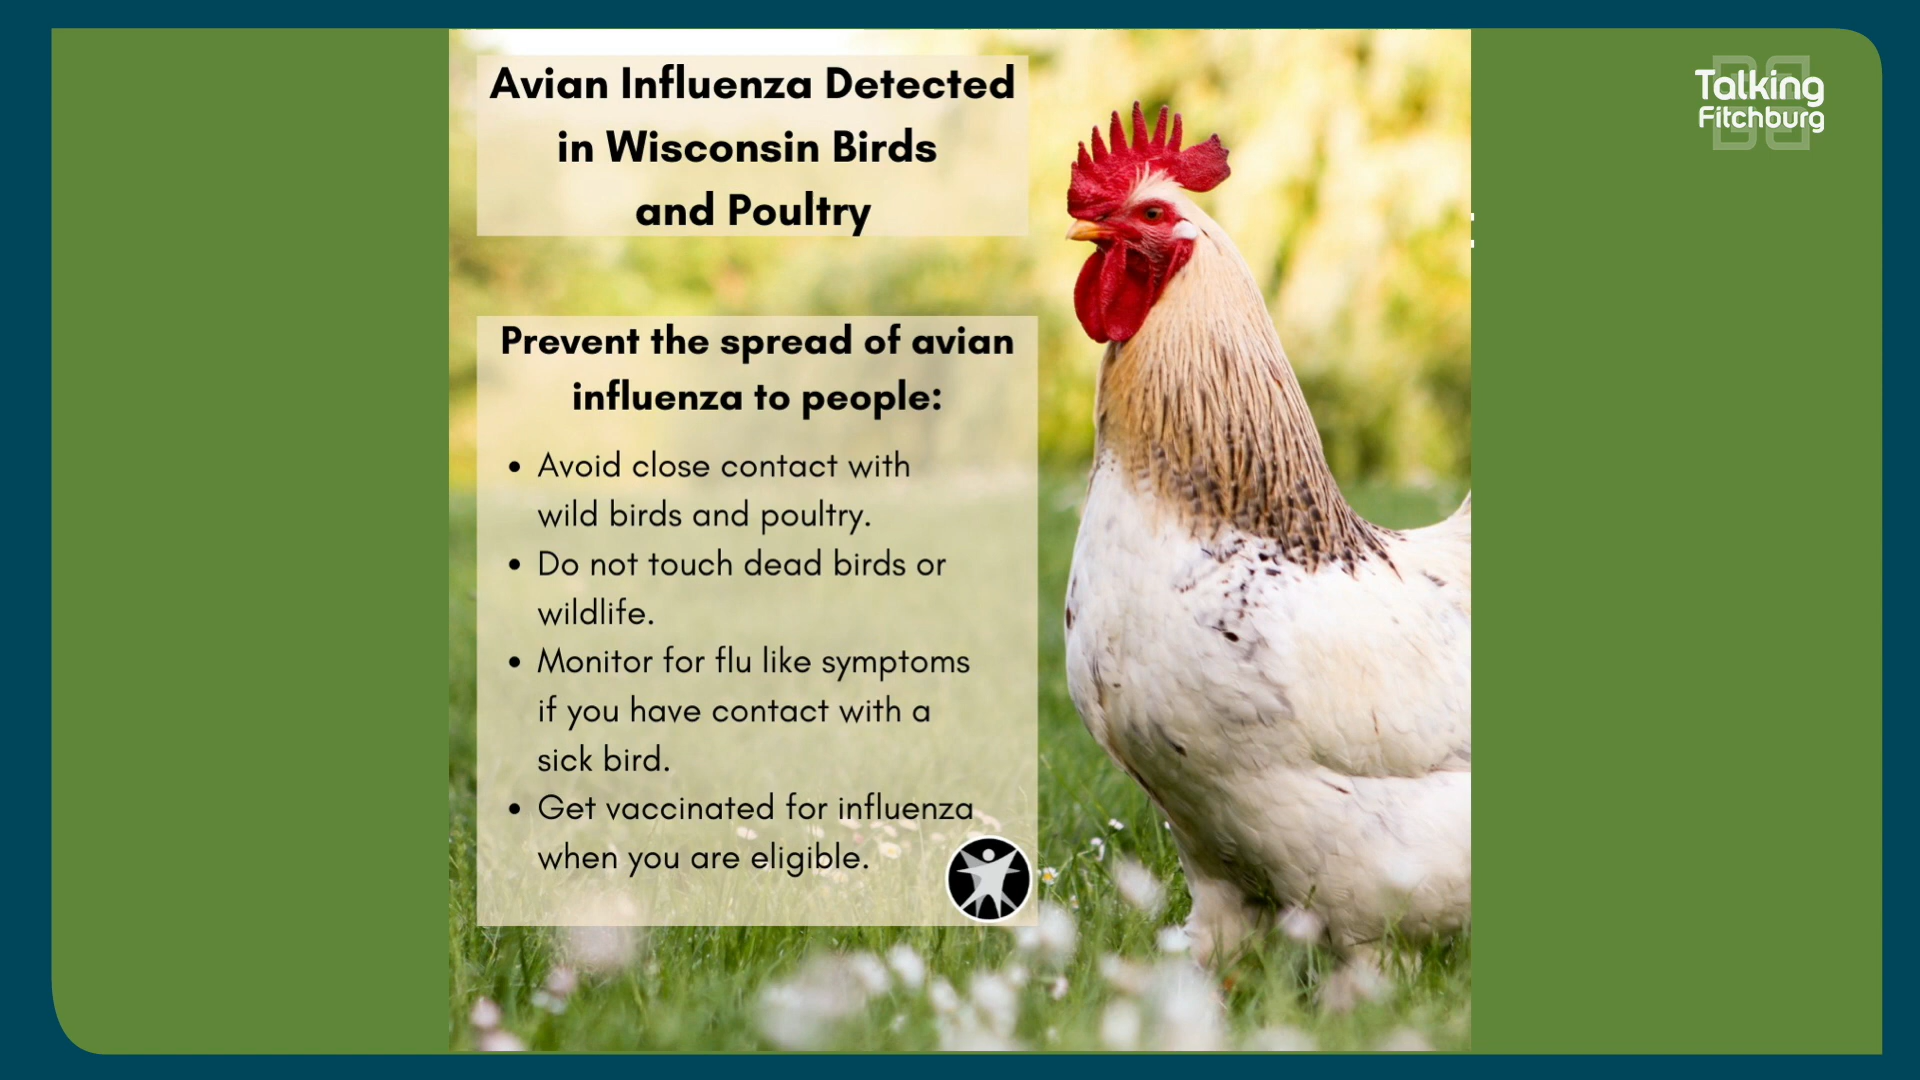 Avian Influenza Detected
in Wisconsin Birds
and Poultry
Prevent the spread of avian
influenza to people:
• Avoid close contact with
wild birds and poultry.
• Do not touch dead birds or
wildlife.
• Monitor for flu like symptoms
if you have contact with a
sick bird.
• Get vaccinated for influenza
when you are eligible.
Talking
Fitchburg